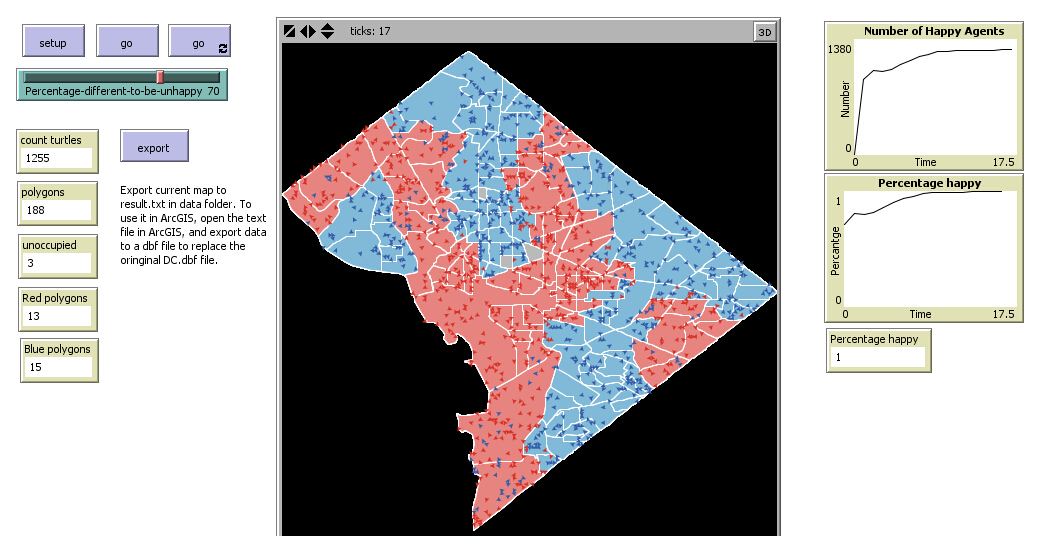 setup
go
go
Percentage-different-to-be-unhappy 70
count turtles
1255
export
polygons
188
unoccupied
3
Red polygons
13
Blue polygons
15
Export current map to
result.txt in data folder. To
use it in ArcGIS, open the text
file in ArcGIS, and export data
to a dbf file to replace the
oringinal DC.dbf file.
ticks: 17
3D
Number of Happy Agents
1380
Number
0
0
Time
17.5
Percentage happy
1
Percantge
0
0
Time
17.5
Percentage happy
1